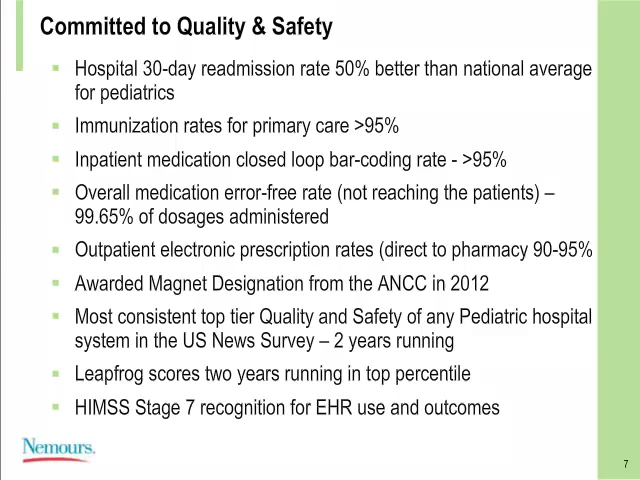 Committed to Quality & Safety
Hospital 30-day readmission rate 50% better than national average
for pediatrics
Immunization rates for primary care >95%
Inpatient medication closed loop bar-coding rate - >95%
Overall medication error-free rate (not reaching the patients) –
99.65% of dosages administered
Outpatient electronic prescription rates (direct to pharmacy 90-95%
Awarded Magnet Designation from the ANCC in 2012
Most consistent top tier Quality and Safety of any Pediatric hospital
system in the US News Survey – 2 years running
Leapfrog scores two years running in top percentile
HIMSS Stage 7 recognition for EHR use and outcomes
Nemours.
7